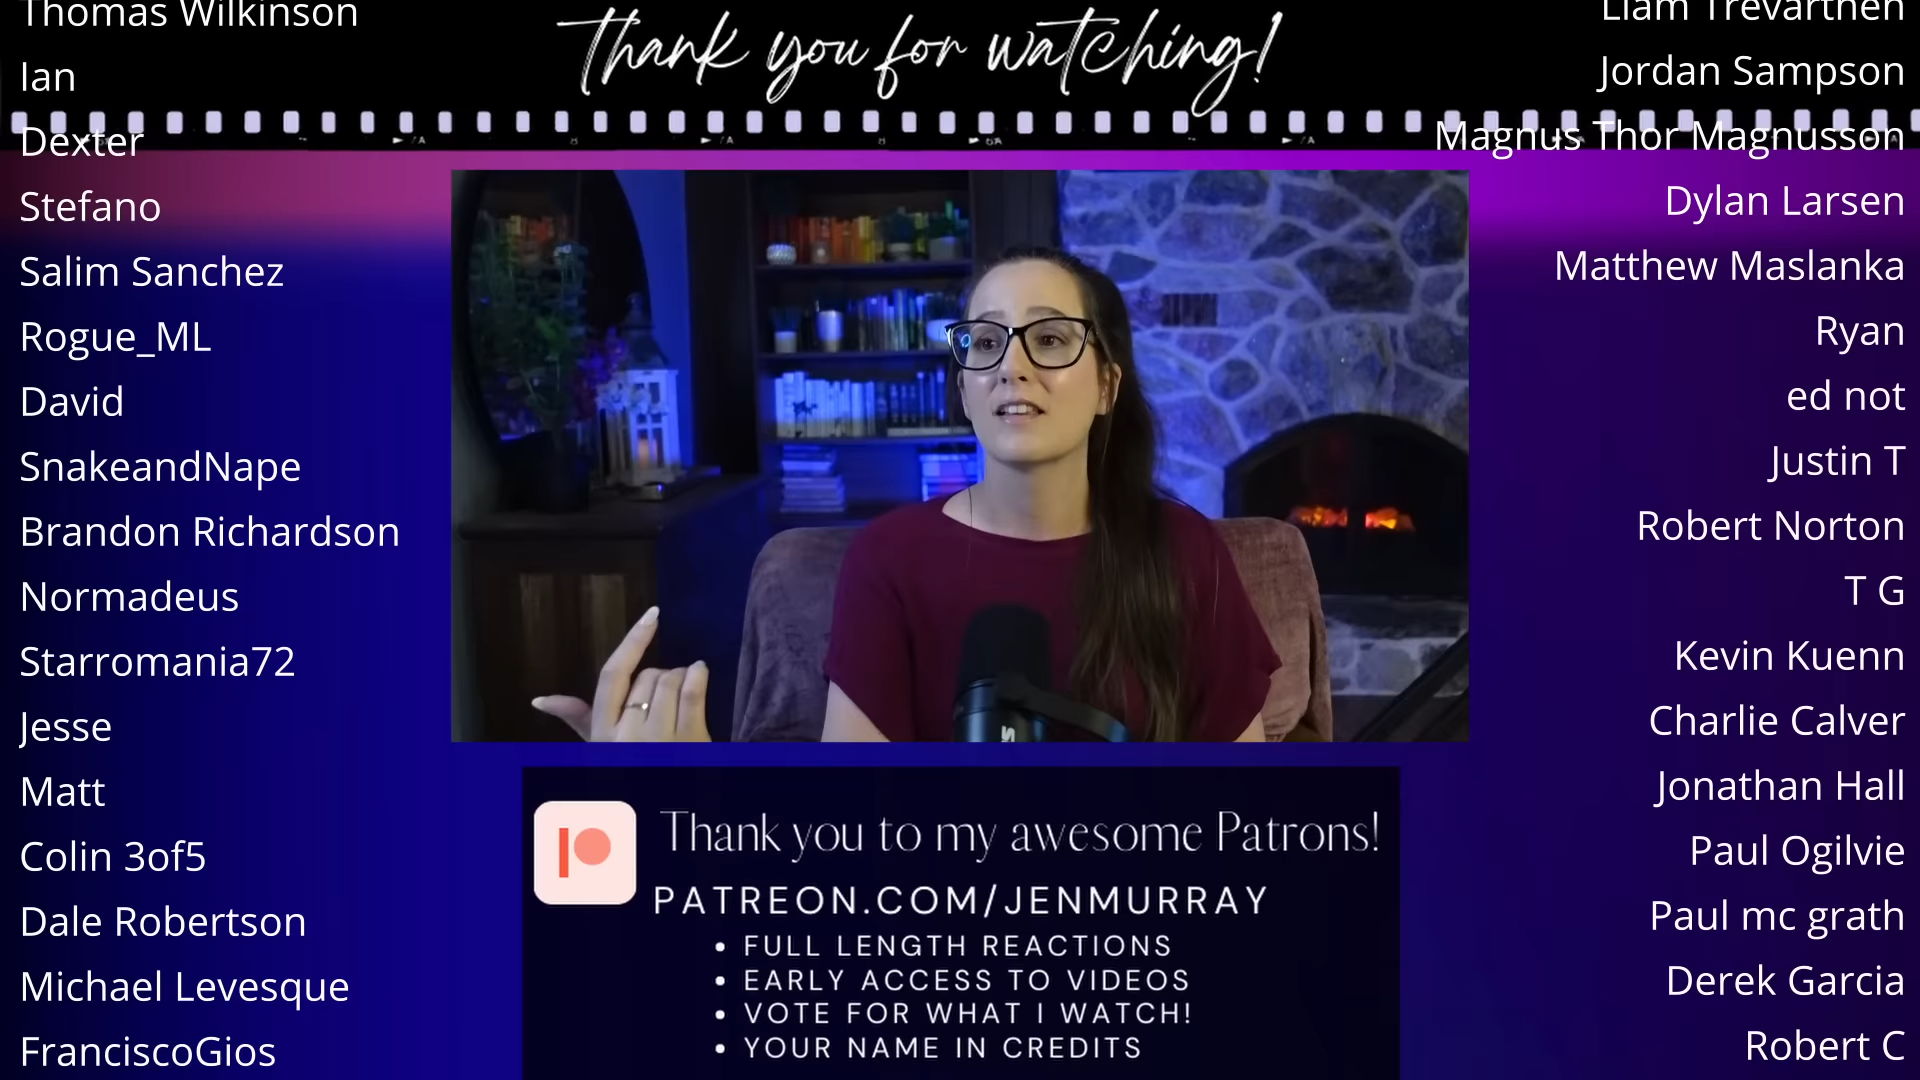 Thank you for watching!
Thomas Wilkinson
Ian
Dexter
Stefano
Salim Sanchez
Rogue_ML
David
SnakeandNape
Brandon Richardson
Normadeus
Starromania72
Jesse
Matt
Colin 3of5
Dale Robertson
Michael Levesque
FranciscoGios
Liam Trevarthen
Jordan Sampson
Magnus Thor Magnusson
Dylan Larsen
Matthew Maslanka
Ryan
ed not
Justin T
Robert Norton
T G
Kevin Kuenn
Charlie Calver
Jonathan Hall
Paul Ogilvie
Paul mc grath
Derek Garcia
Robert C
Thank you to my awesome Patrons!
PATREON.COM/JENMURRAY
• FULL LENGTH REACTIONS
• EARLY ACCESS TO VIDEOS
• VOTE FOR WHAT I WATCH!
• YOUR NAME IN CREDITS